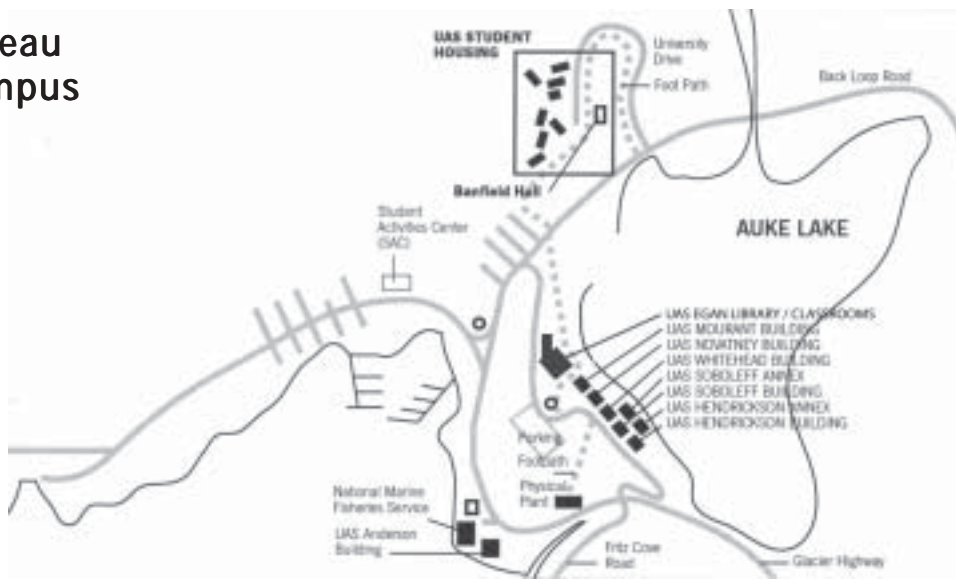 eau
mpus
UAS STUDENT
HOUSING
University
Drive
Foot Path
Back Loop Road
Banfield Hall
Student
Activities Center
(SAC)
AUKE LAKE
UAS EGAN LIBRARY / CLASSROOMS
UAS MOURANT BUILDING
UAS NOVATNEY BUILDING
UAS WHITEHEAD BUILDING
UAS SOBOLEFF ANNEX
UAS SOBOLEFF BUILDING
UAS HENDRICKSON ANNEX
UAS HENDRICKSON BUILDING
Parking
Footpath
Physical
Plant
National Marine
Fisheries Service
UAS Anderson
Building
Fritz Cove
Road
Glacier Highway